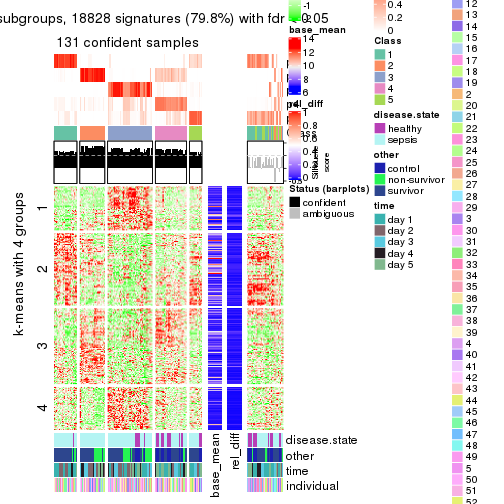 subgroups, 18828 signatures (79.8%) with fdr < 0.05
131 confident samples
k-means with 4 groups
1
2
3
4
base_mean
rel_diff
disease.state
other
time
individual
-1
base_mean
14
12
10
8
6
rel_diff
1
0.8
0.6
0.4
0.2
Silhouette
score
Status (barplots)
confident
ambiguous
0.4
0.2
0
Class
1
2
3
4
5
disease.state
healthy
sepsis
other
control
non-survivor
survivor
time
day 1
day 2
day 3
day 4
day 5
12
13
14
15
16
17
18
19
2
20
21
22
23
24
25
26
27
28
29
3
30
31
32
33
34
35
36
37
38
39
4
40
41
42
43
44
45
46
47
48
49
5
50
51
52